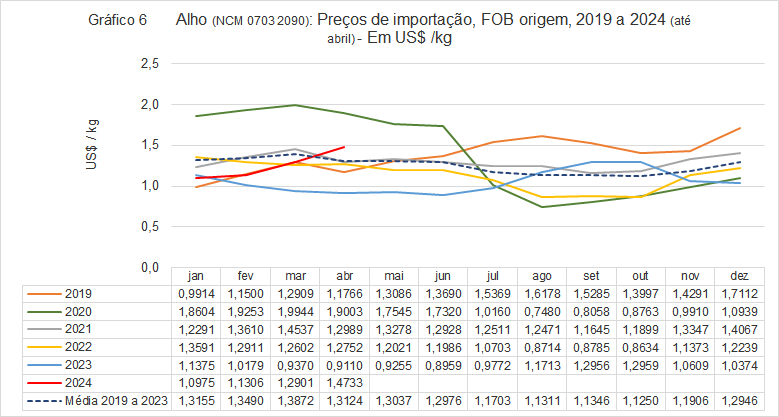 Gráfico 6 Alho (NCM 0703 2090): Preços de importação, FOB origem, 2019 a 2024 (até
abril) - Em US$ /kg
US$ / kg
2,5
2,0
1,5
1,0
0,5
0,0
jan fev mar abr mai jun jul ago set out nov dez
2019 0,9914 1,1500 1,2909 1,1766 1,3086 1,3690 1,5369 1,6178 1,5285 1,3997 1,4291 1,7112
2020 1,8604 1,9253 1,9944 1,9003 1,7545 1,7320 1,0160 0,7480 0,8058 0,8763 0,9910 1,0939
2021 1,2291 1,3610 1,4537 1,2989 1,3278 1,2928 1,2511 1,2471 1,1645 1,1899 1,3347 1,4067
2022 1,3591 1,2911 1,2602 1,2752 1,2021 1,1986 1,0703 0,8714 0,8785 0,8634 1,1373 1,2239
2023 1,1375 1,0179 0,9370 0,9110 0,9255 0,8959 0,9772 1,1713 1,2956 1,2959 1,0609 1,0374
2024 1,0975 1,1306 1,2901 1,4733
Média 2019 a 2023 1,3155 1,3490 1,3872 1,3124 1,3037 1,2976 1,1703 1,1311 1,1346 1,1250 1,1906 1,2946